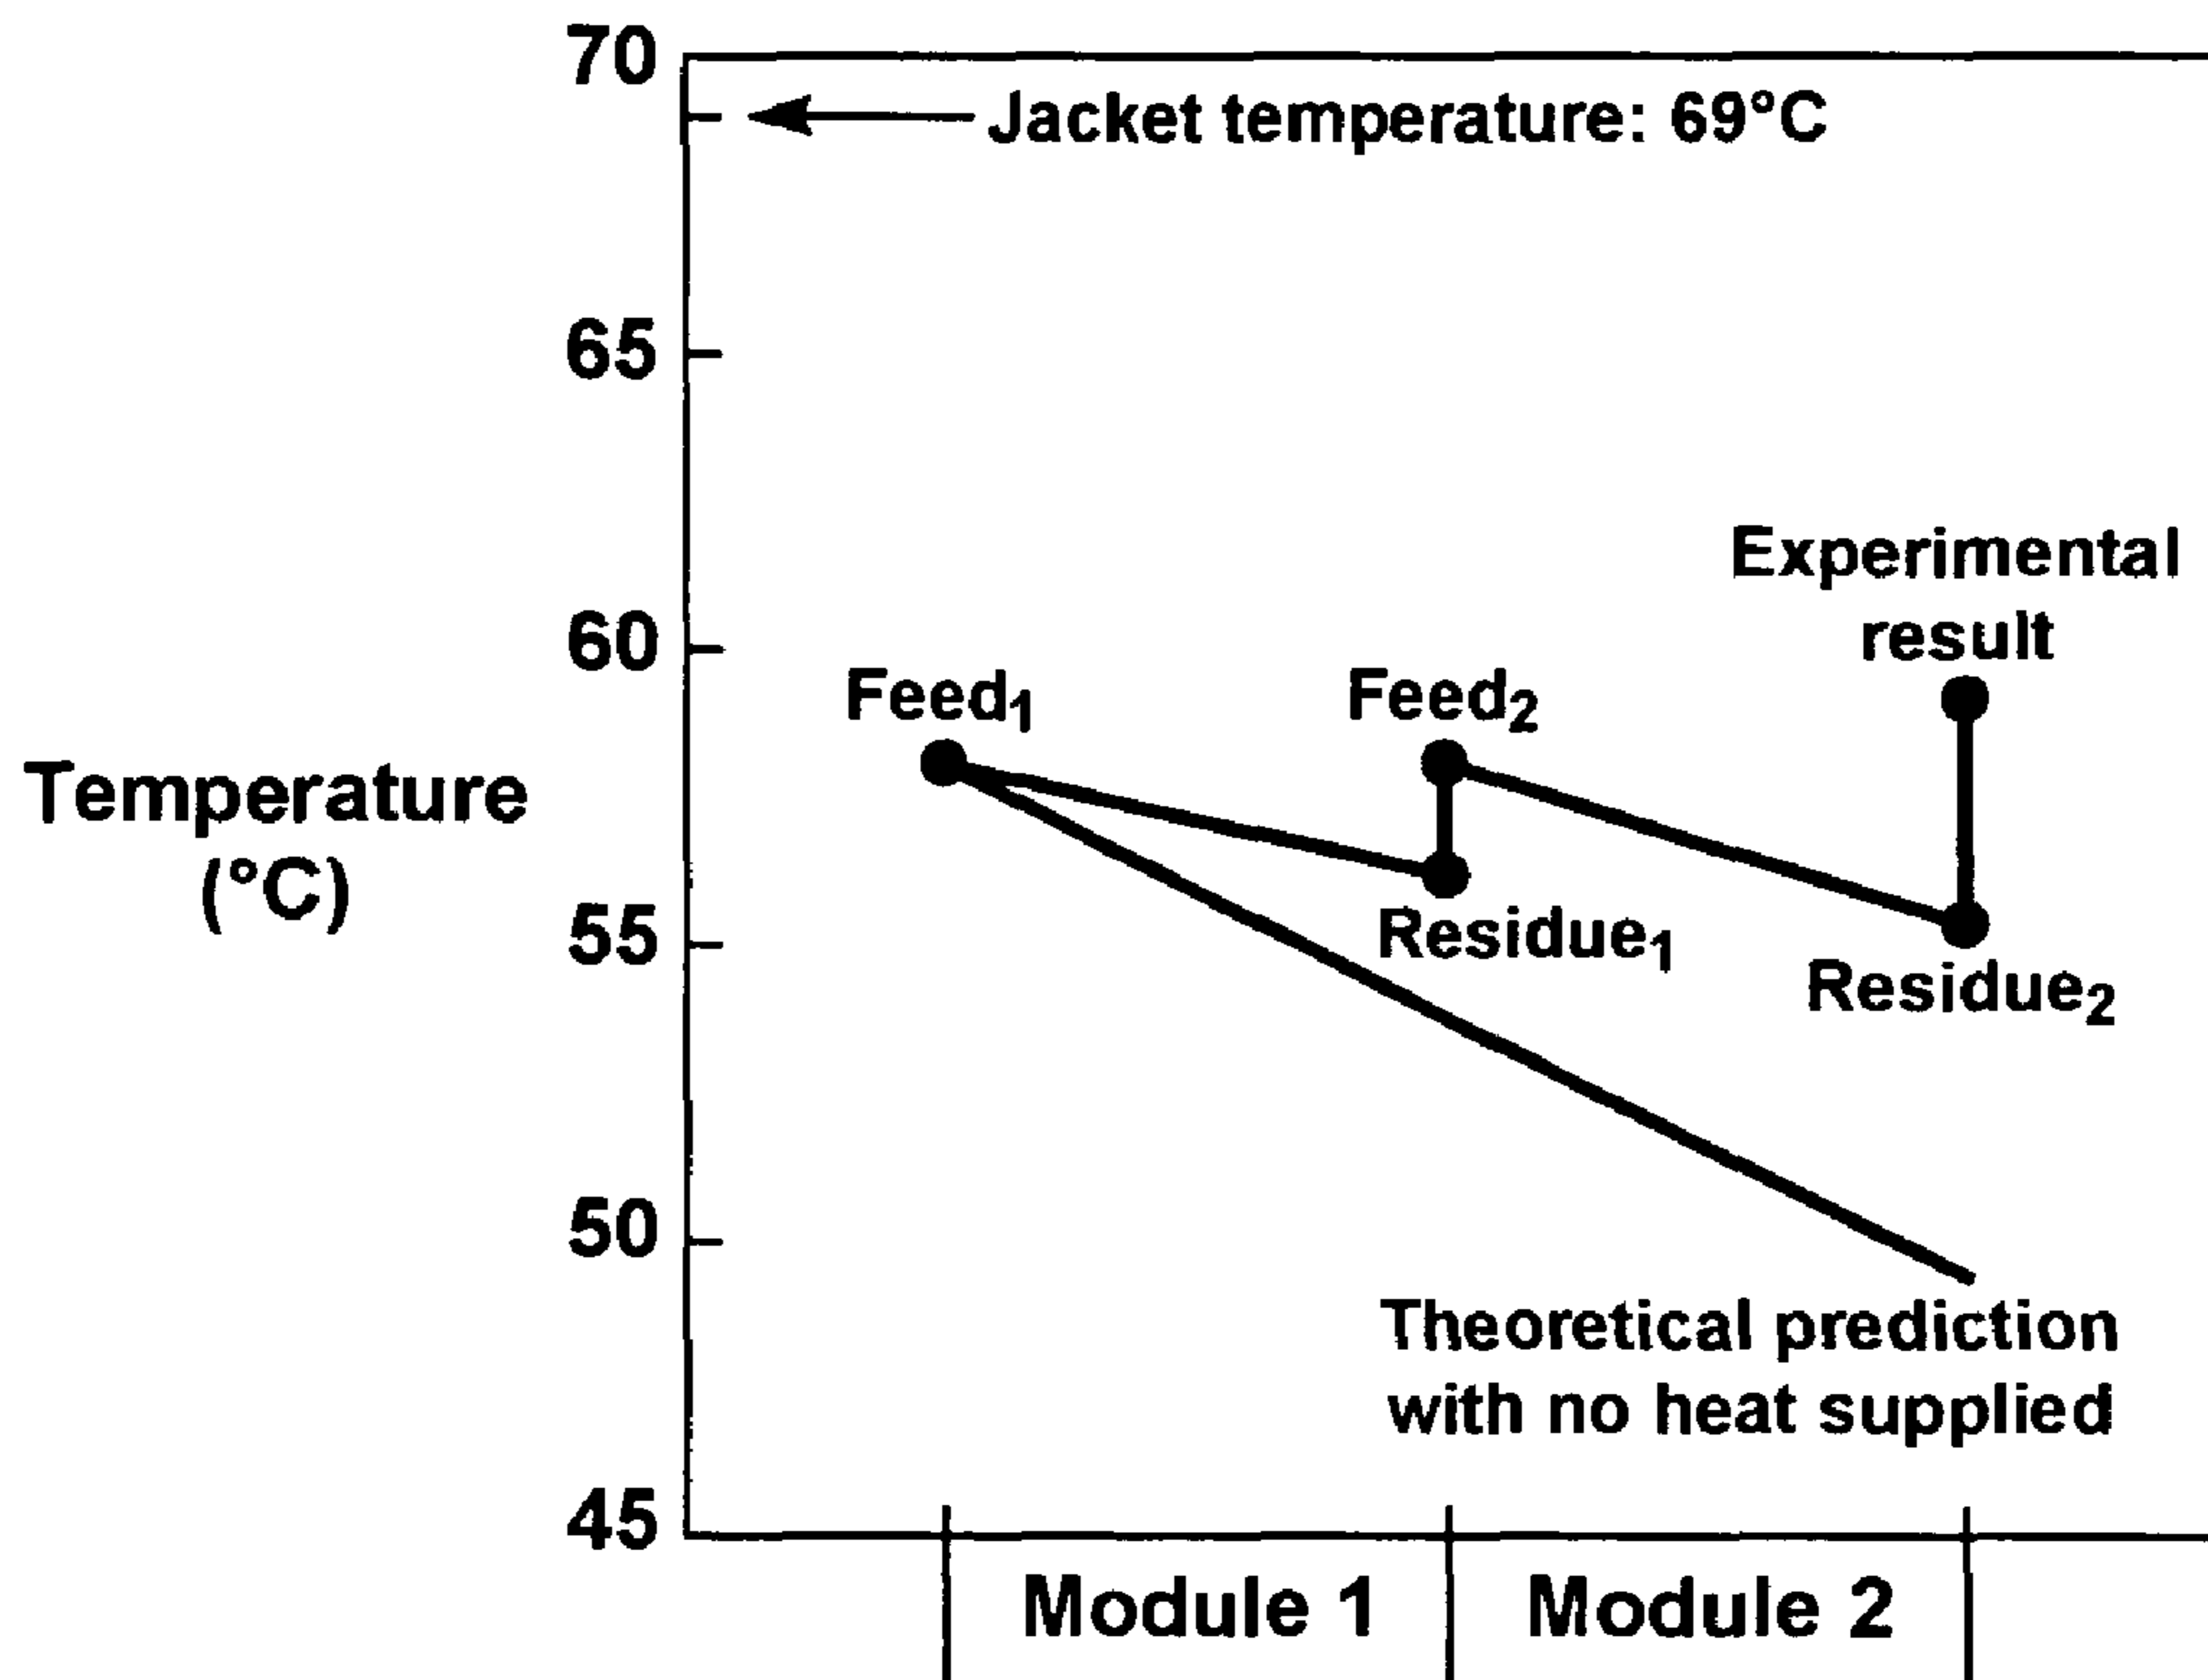 70
Jacket temperature: 69°C
65
Experimental
result
60
Feed₁
Feed₂
Temperature
(°C)
55
Residue₁
Residue₂
50
Theoretical prediction
with no heat supplied
45
Module 1
Module 2